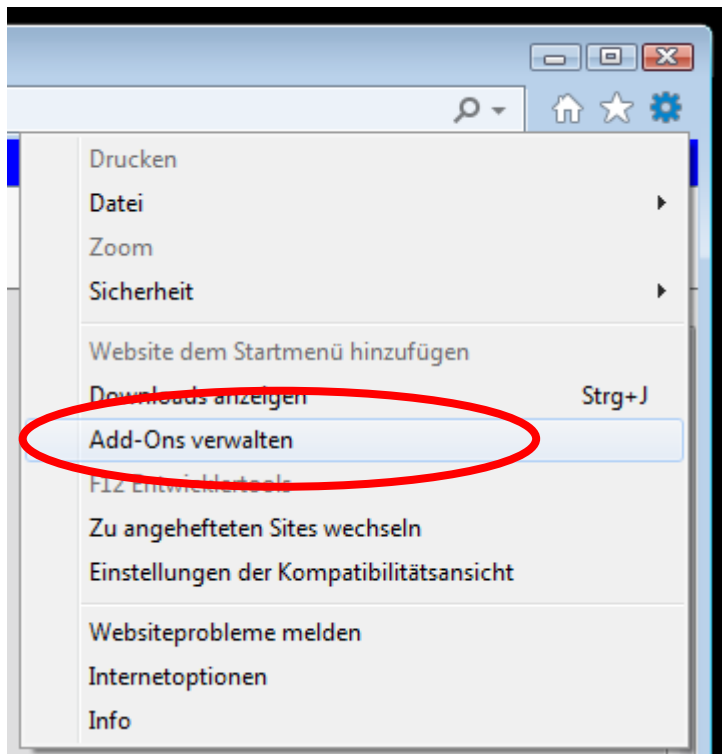 Drucken
Datei
Zoom
Sicherheit
Website dem Startmenü hinzufügen
Downloads anzeigen Strg+J
Add-Ons verwalten
F12 Entwicklertools
Zu angehefteten Sites wechseln
Einstellungen der Kompatibilitätsansicht
Websiteprobleme melden
Internetoptionen
Info